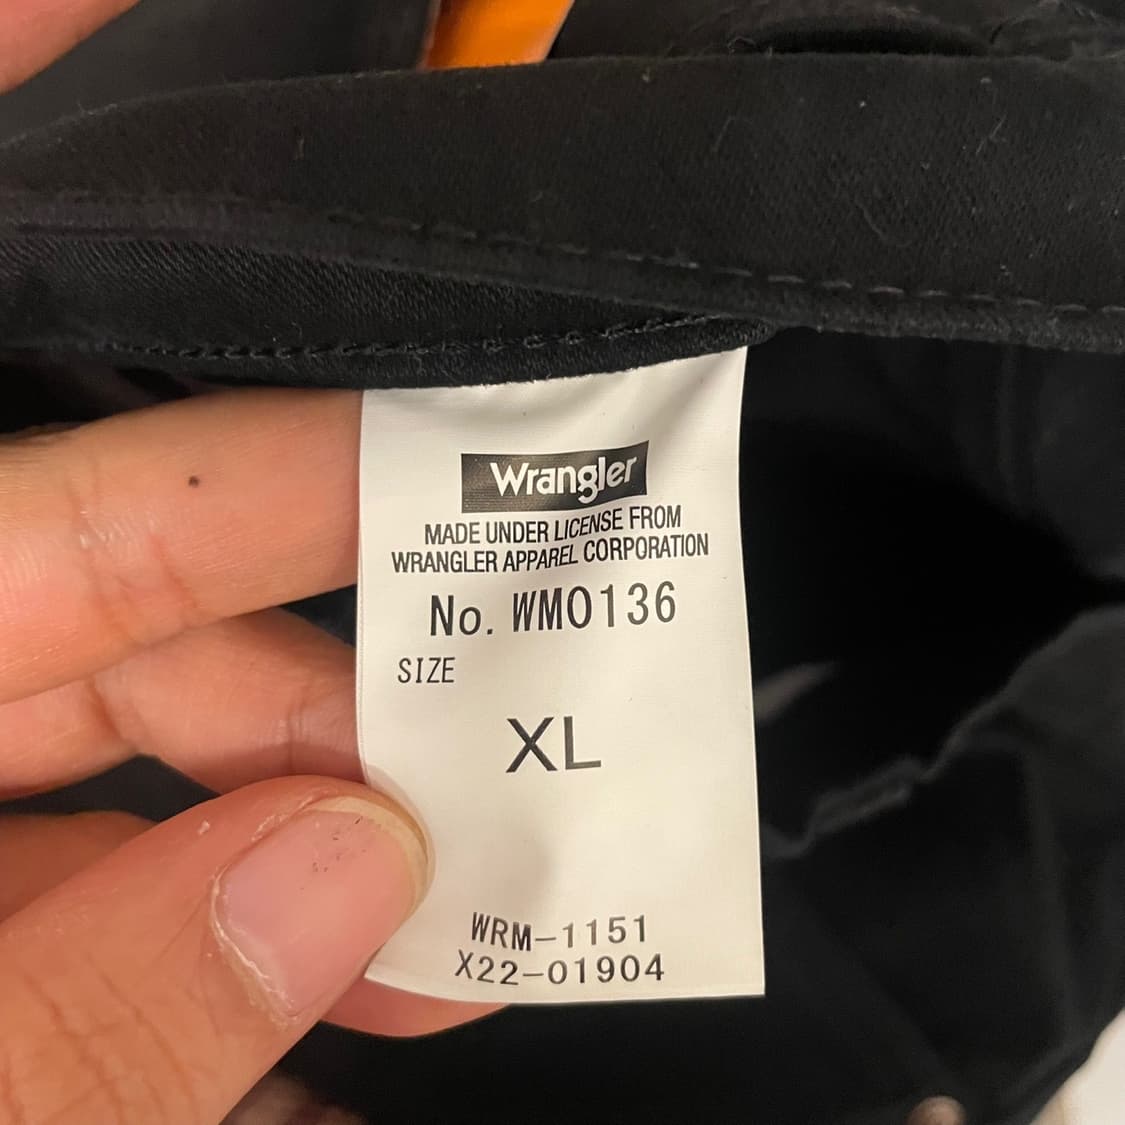 Wrangler
MADE UNDER LICENSE FROM
WRANGLER APPAREL CORPORATION
No. WM0136
SIZE
XL
WRM-1151
X22-01904